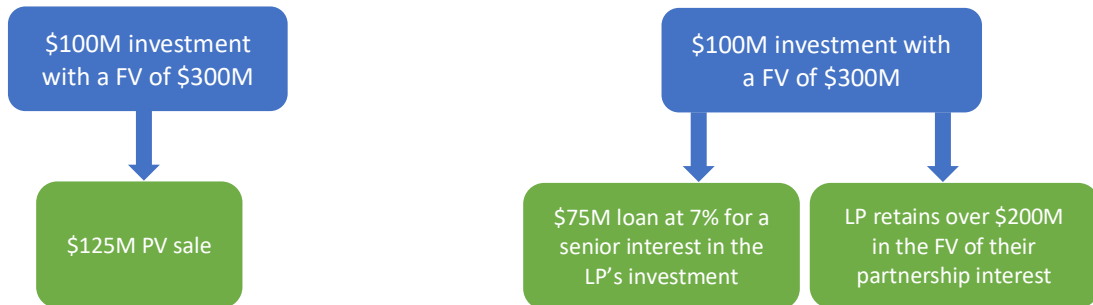 $100M investment
with a FV of $300M
$125M PV sale
$100M investment with
a FV of $300M
$75M loan at 7% for a
senior interest in the
LP’s investment
LP retains over $200M
in the FV of their
partnership interest